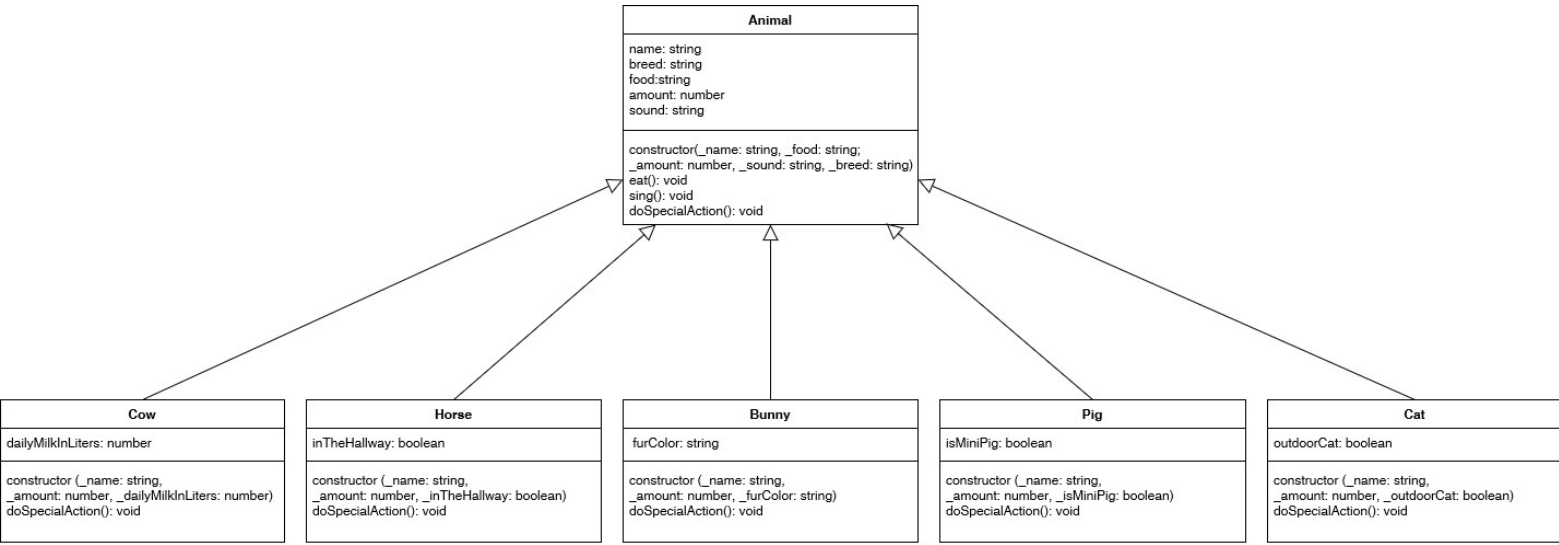 Animal
name: string
breed: string
food:string
amount: number
sound: string
constructor(_name: string, _food: string;
_amount: number, _sound: string, _breed: string)
eat(): void
sing(): void
doSpecialAction(): void
Cow
dailyMilkInLiters: number
constructor (_name: string,
_amount: number, _dailyMilkInLiters: number)
doSpecialAction(): void
Horse
inTheHallway: boolean
constructor (_name: string,
_amount: number, _inTheHallway: boolean)
doSpecialAction(): void
Bunny
furColor: string
constructor (_name: string,
_amount: number, _furColor: string)
doSpecialAction(): void
Pig
isMiniPig: boolean
constructor (_name: string,
_amount: number, _isMiniPig: boolean)
doSpecialAction(): void
Cat
outdoorCat: boolean
constructor (_name: string,
_amount: number, _outdoorCat: boolean)
doSpecialAction(): void